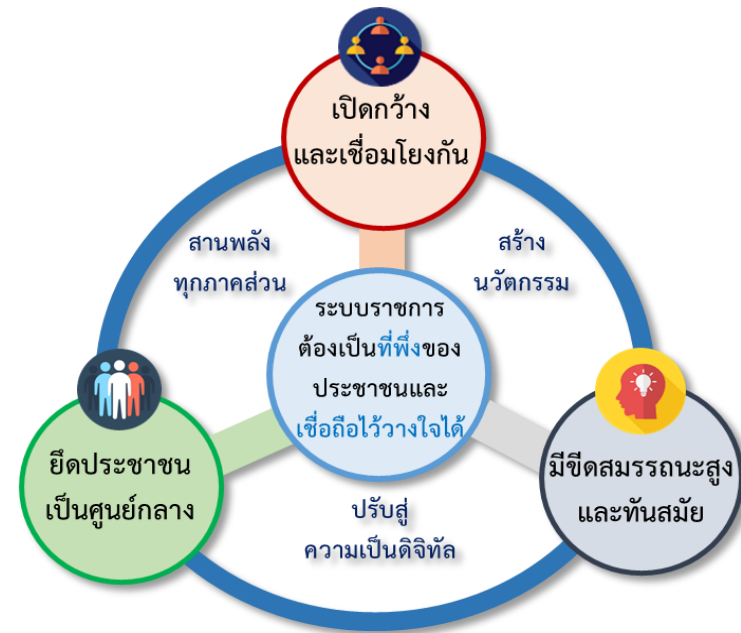 เปิดกว้าง
และเชื่อมโยงกัน
สานพลัง
ทุกภาคส่วน
สร้าง
นวัตกรรม
ระบบราชการ
ต้องเป็นที่พึ่งของ
ประชาชนและ
เชื่อถือไว้วางใจได้
ยึดประชาชน
เป็นศูนย์กลาง
มีขีดสมรรถนะสูง
และทันสมัย
ปรับสู่
ความเป็นดิจิทัล